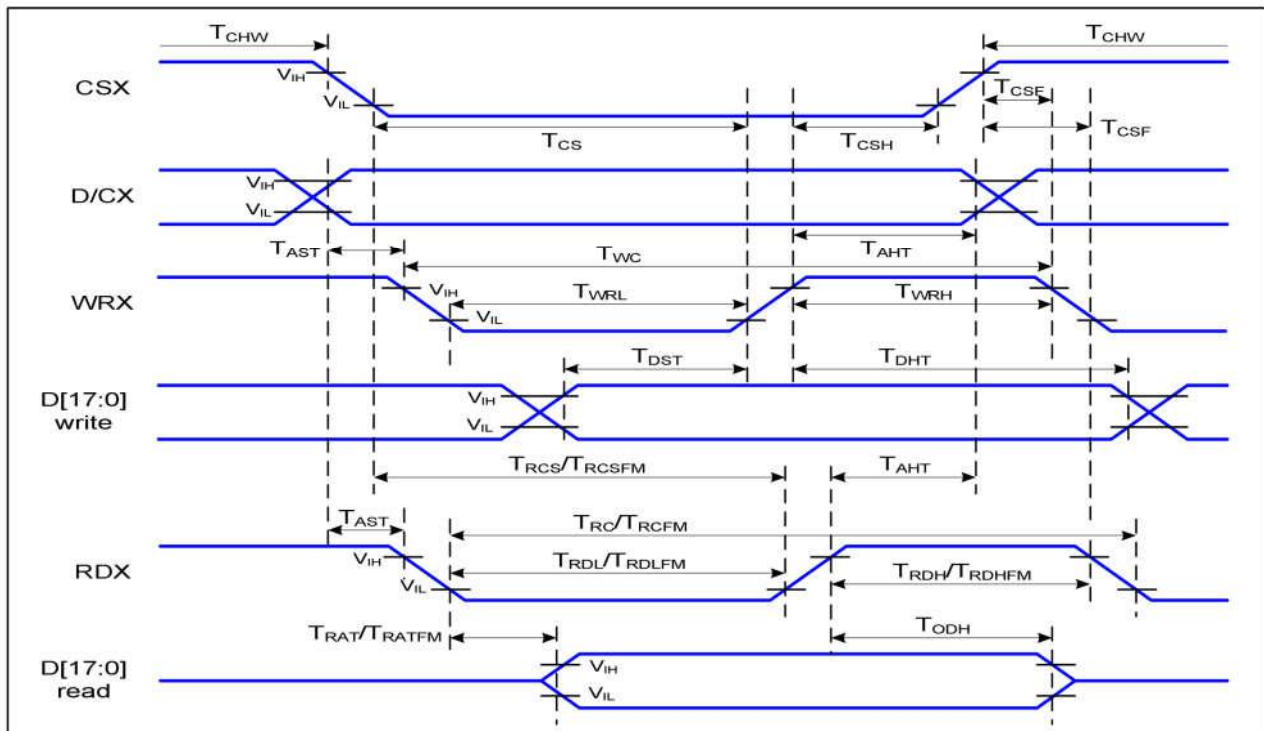 TCHW TCHW
CSX VIH
VIL
TCSF
TCS TCSH TCSF
D/CX VIH
VIL
TAST TWC TAHT
WRX VIH TWRL TWRH
VIL
TDST TDHT
D[17:0] VIH
write VIL
TRCS/TRCSFM TAHT
TAST TRC/TRCFM
RDX VIH TRDL/TRDLFM TRDH/TRDHFM
VIL
TRAT/TRATFM TODH
D[17:0] VIH
read VIL